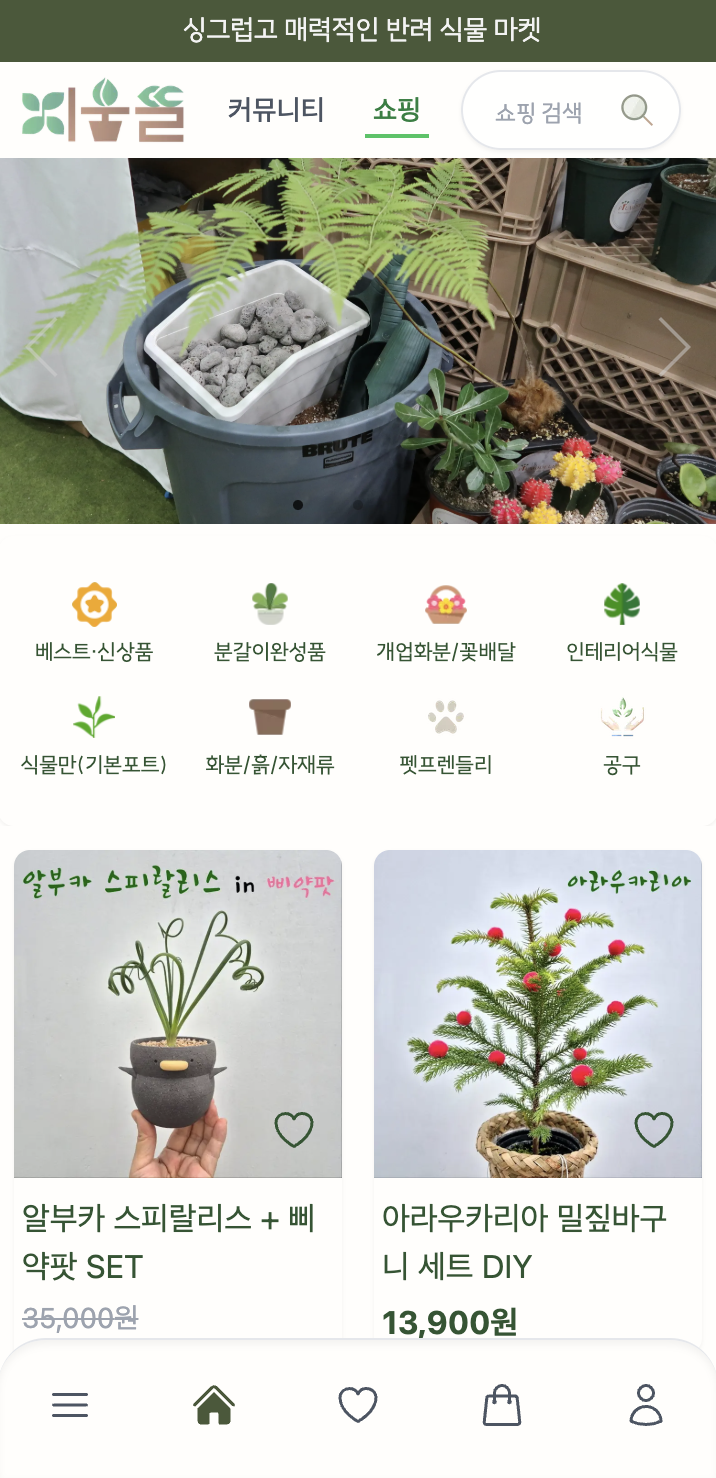 싱그럽고 매력적인 반려 식물 마켓
커뮤니티 쇼핑 쇼핑 검색
BRUTE
베스트·신상품 분갈이완성품 개업화분/꽃배달 인테리어식물
식물만(기본포트) 화분/흙/자재류 펫프렌들리 공구
알부카 스피랄리스 in 삐약팟
아라우카리아
알부카 스피랄리스 + 삐
약팟 SET
35,000원
아라우카리아 밀짚바구
니 세트 DIY
13,900원